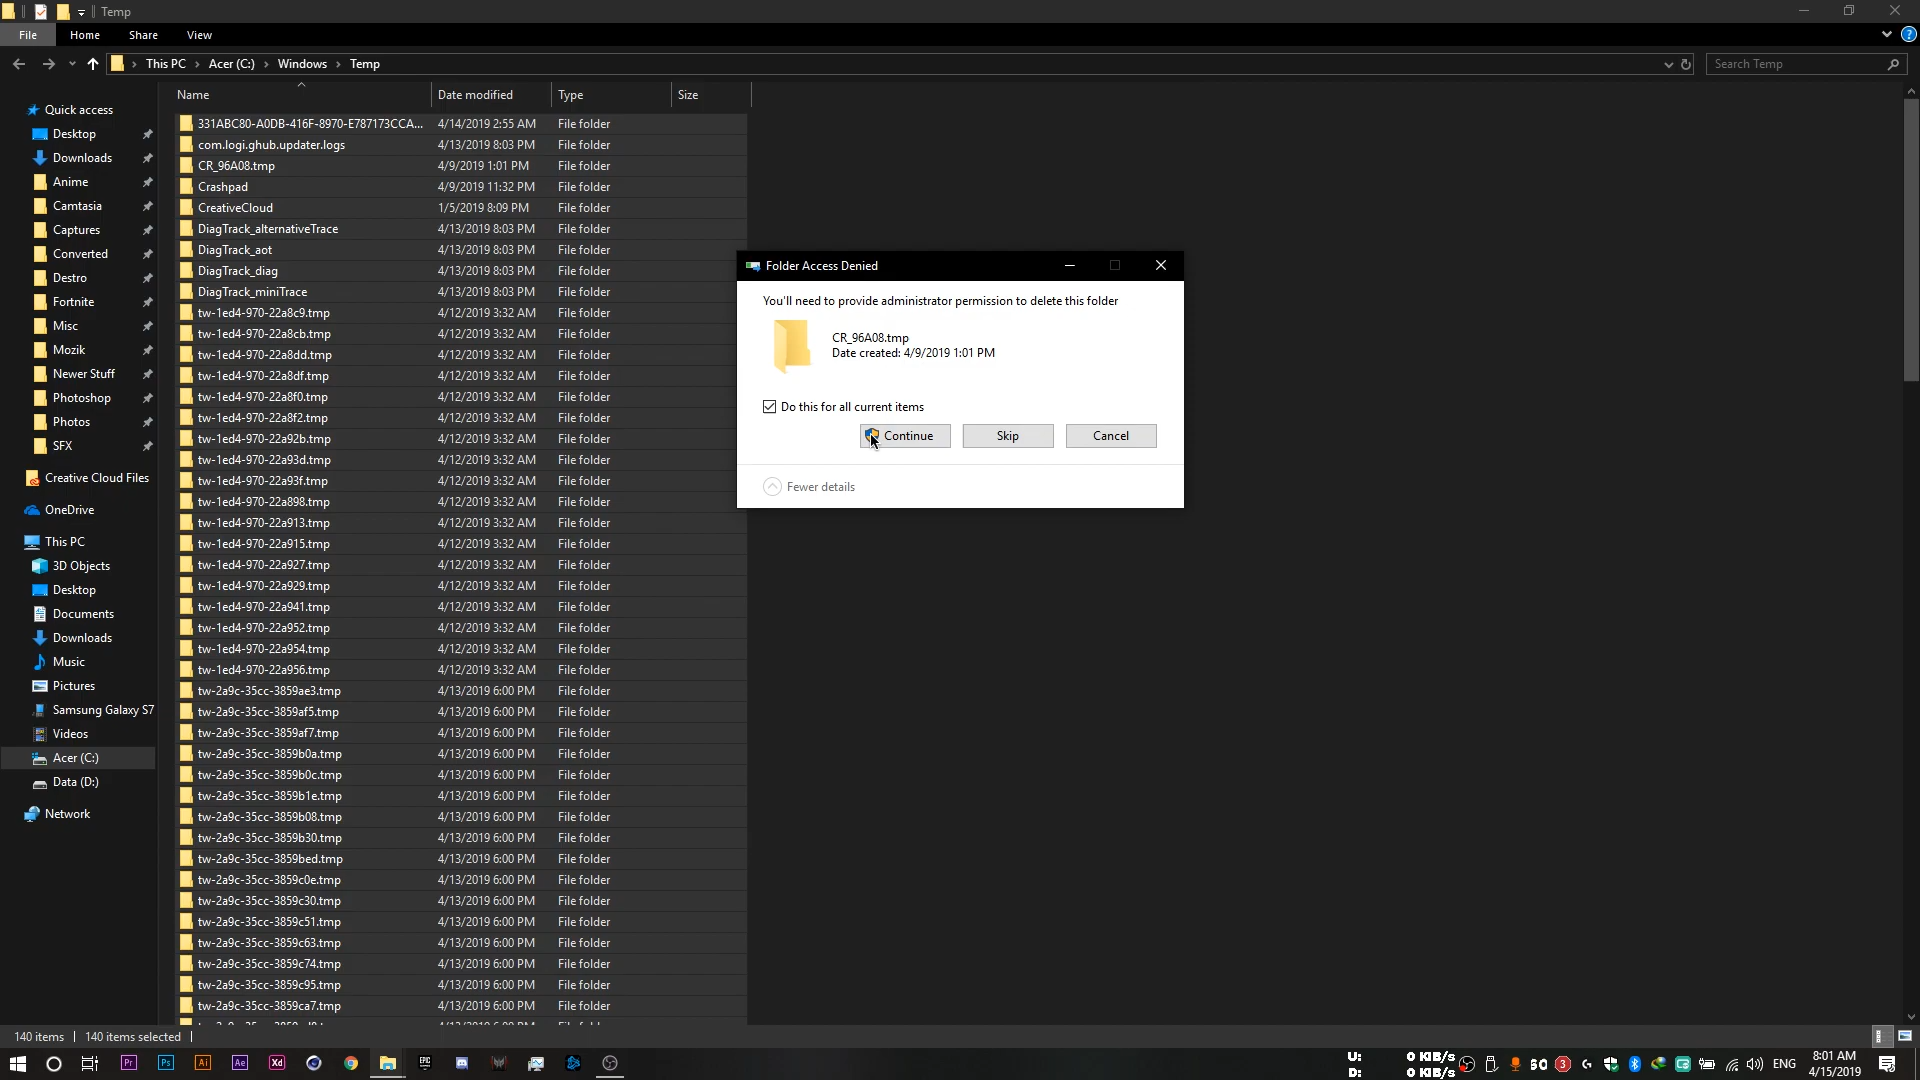 Temp
File Home Share View
This PC > Acer (C:) > Windows > Temp
Search Temp
Name Date modified Type Size
Quick access
Desktop
Downloads
Anime
Camtasia
Captures
Converted
Destro
Fortnite
Misc
Mozik
Newer Stuff
Photoshop
Photos
SFX
Creative Cloud Files
OneDrive
This PC
3D Objects
Desktop
Documents
Downloads
Music
Pictures
Samsung Galaxy S7
Videos
Acer (C:)
Data (D:)
Network
331ABC80-A0DB-416F-8970-E787173CCA... 4/14/2019 2:55 AM File folder
com.logi.ghub.updater.logs 4/13/2019 8:03 PM File folder
CR_96A08.tmp 4/9/2019 1:01 PM File folder
Crashpad 4/9/2019 11:32 PM File folder
CreativeCloud 1/5/2019 8:09 PM File folder
DiagTrack_alternativeTrace 4/13/2019 8:03 PM File folder
DiagTrack_aot 4/13/2019 8:03 PM File folder
DiagTrack_diag 4/13/2019 8:03 PM File folder
DiagTrack_miniTrace 4/13/2019 8:03 PM File folder
tw-1ed4-970-22a8c9.tmp 4/12/2019 3:32 AM File folder
tw-1ed4-970-22a8cb.tmp 4/12/2019 3:32 AM File folder
tw-1ed4-970-22a8dd.tmp 4/12/2019 3:32 AM File folder
tw-1ed4-970-22a8df.tmp 4/12/2019 3:32 AM File folder
tw-1ed4-970-22a8f0.tmp 4/12/2019 3:32 AM File folder
tw-1ed4-970-22a8f2.tmp 4/12/2019 3:32 AM File folder
tw-1ed4-970-22a92b.tmp 4/12/2019 3:32 AM File folder
tw-1ed4-970-22a93d.tmp 4/12/2019 3:32 AM File folder
tw-1ed4-970-22a93f.tmp 4/12/2019 3:32 AM File folder
tw-1ed4-970-22a898.tmp 4/12/2019 3:32 AM File folder
tw-1ed4-970-22a913.tmp 4/12/2019 3:32 AM File folder
tw-1ed4-970-22a915.tmp 4/12/2019 3:32 AM File folder
tw-1ed4-970-22a927.tmp 4/12/2019 3:32 AM File folder
tw-1ed4-970-22a929.tmp 4/12/2019 3:32 AM File folder
tw-1ed4-970-22a941.tmp 4/12/2019 3:32 AM File folder
tw-1ed4-970-22a952.tmp 4/12/2019 3:32 AM File folder
tw-1ed4-970-22a954.tmp 4/12/2019 3:32 AM File folder
tw-1ed4-970-22a956.tmp 4/12/2019 3:32 AM File folder
tw-2a9c-35cc-3859ae3.tmp 4/13/2019 6:00 PM File folder
tw-2a9c-35cc-3859af5.tmp 4/13/2019 6:00 PM File folder
tw-2a9c-35cc-3859af7.tmp 4/13/2019 6:00 PM File folder
tw-2a9c-35cc-3859b0a.tmp 4/13/2019 6:00 PM File folder
tw-2a9c-35cc-3859b0c.tmp 4/13/2019 6:00 PM File folder
tw-2a9c-35cc-3859b1e.tmp 4/13/2019 6:00 PM File folder
tw-2a9c-35cc-3859b08.tmp 4/13/2019 6:00 PM File folder
tw-2a9c-35cc-3859b30.tmp 4/13/2019 6:00 PM File folder
tw-2a9c-35cc-3859bed.tmp 4/13/2019 6:00 PM File folder
tw-2a9c-35cc-3859c0e.tmp 4/13/2019 6:00 PM File folder
tw-2a9c-35cc-3859c30.tmp 4/13/2019 6:00 PM File folder
tw-2a9c-35cc-3859c51.tmp 4/13/2019 6:00 PM File folder
tw-2a9c-35cc-3859c63.tmp 4/13/2019 6:00 PM File folder
tw-2a9c-35cc-3859c74.tmp 4/13/2019 6:00 PM File folder
tw-2a9c-35cc-3859c95.tmp 4/13/2019 6:00 PM File folder
tw-2a9c-35cc-3859ca7.tmp 4/13/2019 6:00 PM File folder
Folder Access Denied
You'll need to provide administrator permission to delete this folder
CR_96A08.tmp
Date created: 4/9/2019 1:01 PM
Do this for all current items
Continue Skip Cancel
Fewer details
140 items 140 items selected
Pr Ps Ai Ae Xd EPIC
U: 0 KiB/s
D: 0 KiB/s
60 3 ENG
8:01 AM
4/15/2019